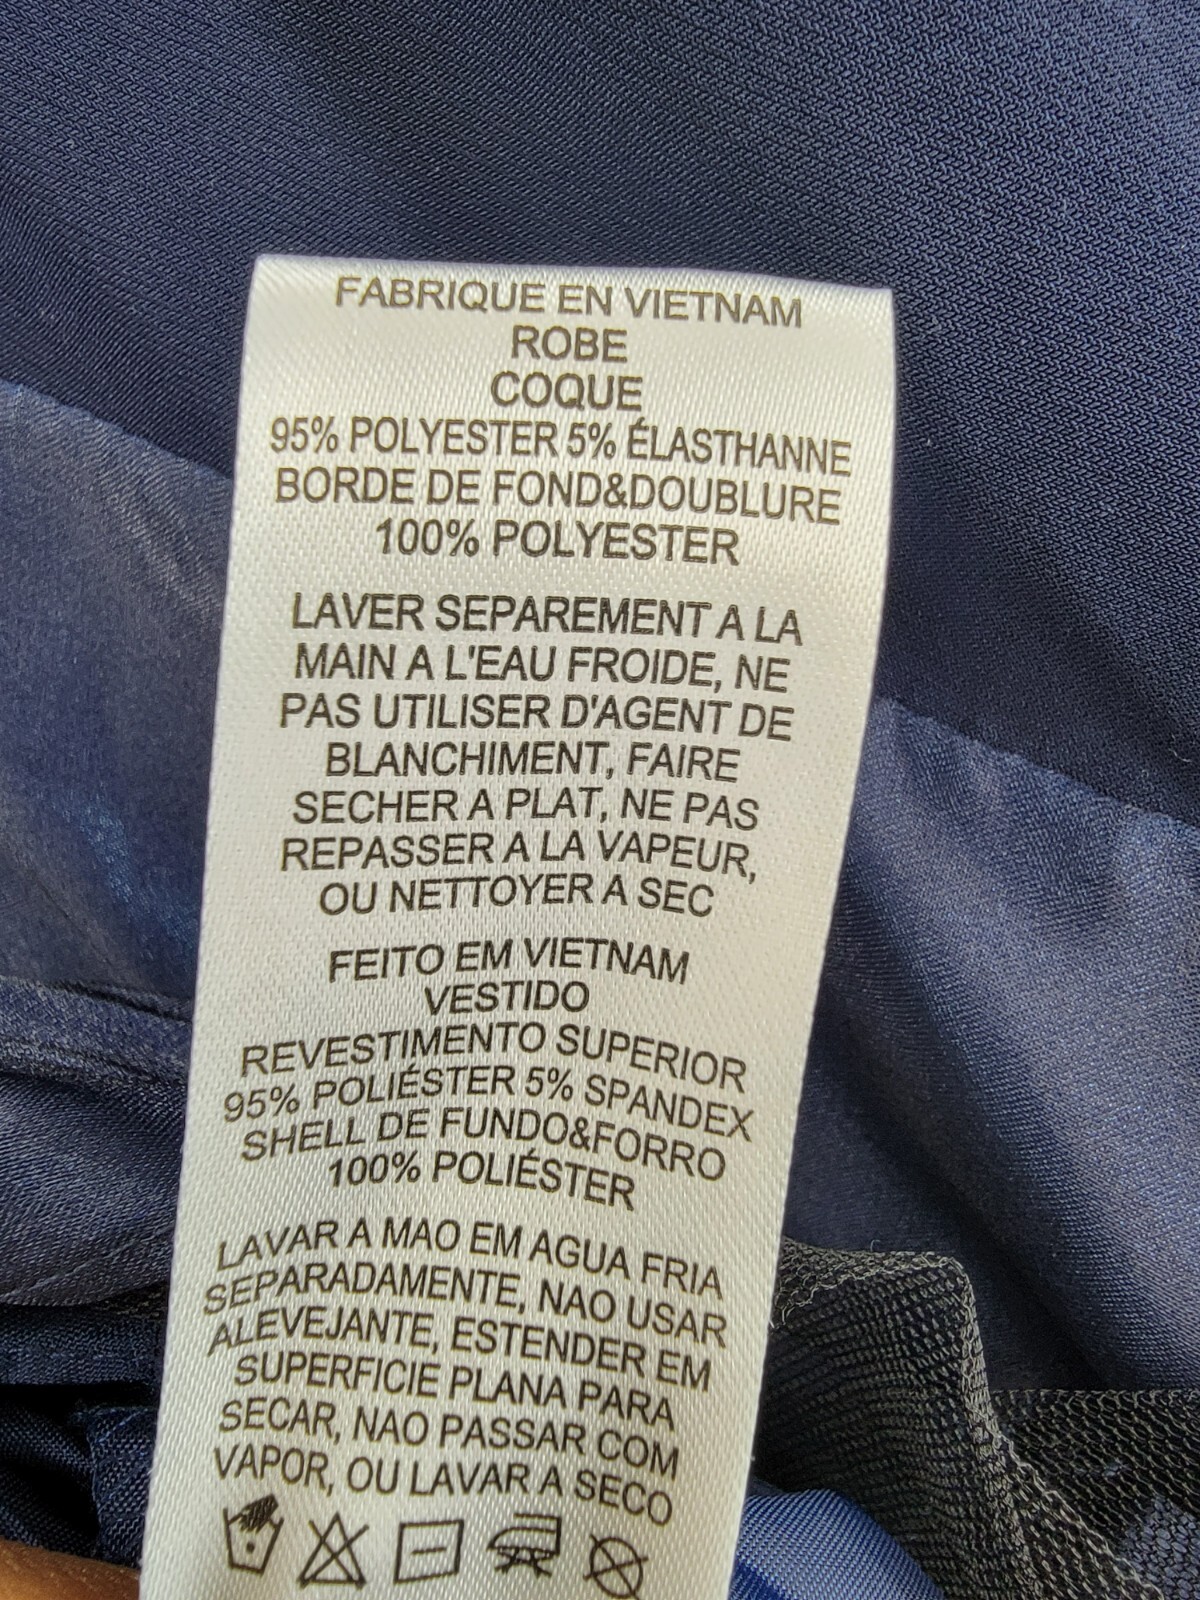 FABRIQUE EN VIETNAM
ROBE
COQUE
95% POLYESTER 5% ÉLASTHANNE
BORDE DE FOND&DOUBLURE
100% POLYESTER
LAVER SEPAREMENT A LA
MAIN A L'EAU FROIDE, NE
PAS UTILISER D'AGENT DE
BLANCHIMENT, FAIRE
SECHER A PLAT, NE PAS
REPASSER A LA VAPEUR,
OU NETTOYER A SEC
FEITO EM VIETNAM
VESTIDO
REVESTIMENTO SUPERIOR
95% POLIÉSTER 5% SPANDEX
SHELL DE FUNDO&FORRO
100% POLIÉSTER
LAVAR A MAO EM AGUA FRIA
SEPARADAMENTE, NAO USAR
ALEVEJANTE, ESTENDER EM
SUPERFICIE PLANA PARA
SECAR, NAO PASSAR COM
VAPOR, OU LAVAR A SECO